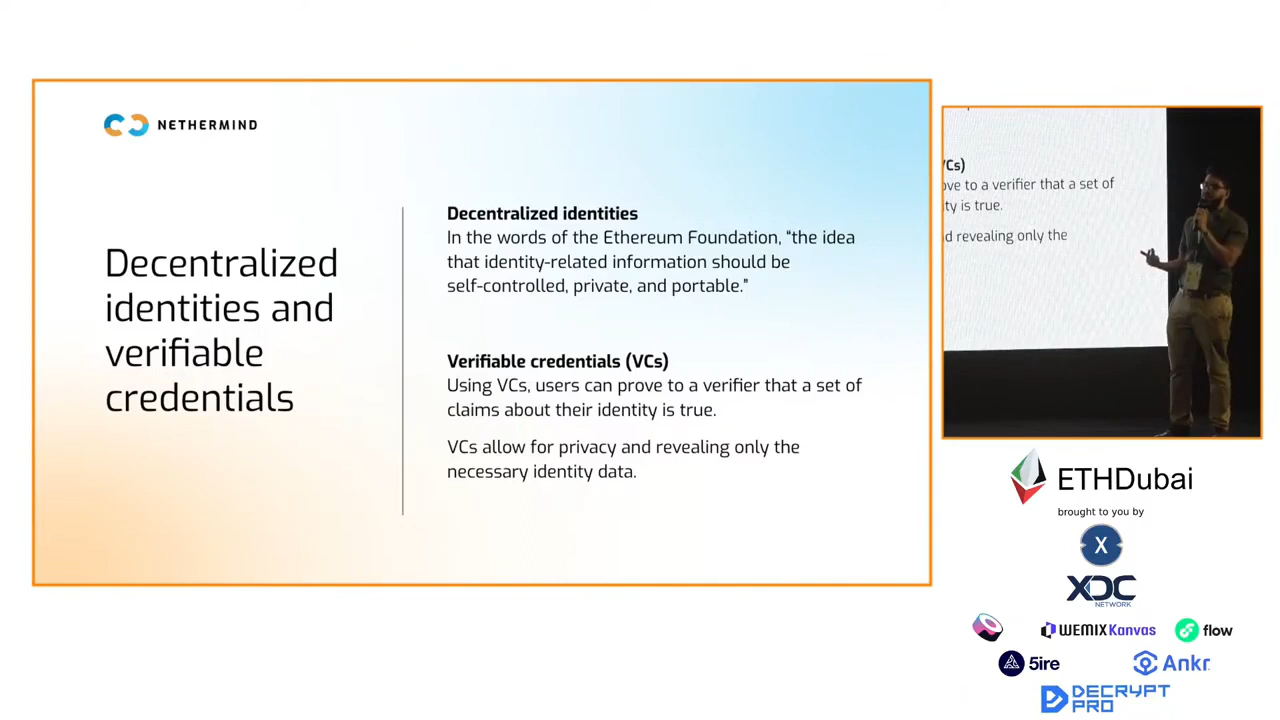 NETHERMIND
Decentralized
identities and
verifiable
credentials
Decentralized identities
In the words of the Ethereum Foundation, “the idea
that identity-related information should be
self-controlled, private, and portable.”
Verifiable credentials (VCs)
Using VCs, users can prove to a verifier that a set of
claims about their identity is true.
VCs allow for privacy and revealing only the
necessary identity data.
VCs)
ove to a verifier that a set of
ity is true.
d revealing only the
ETHDubai
brought to you by
X
XDC
NETWORK
WEMIX Kanvas
flow
5ire
Ankr
DECRYPT
PRO